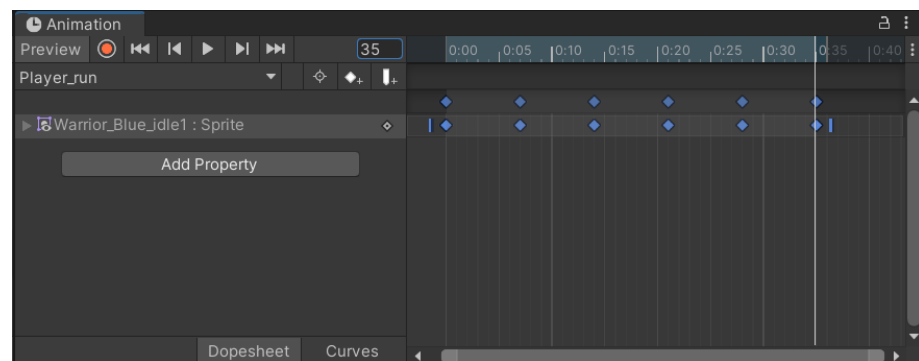 Animation
Preview 35 0:00 0:05 0:10 0:15 0:20 0:25 0:30 0:35 0:40
Player_run
Warrior_Blue_idle1 : Sprite
Add Property
Dopesheet Curves